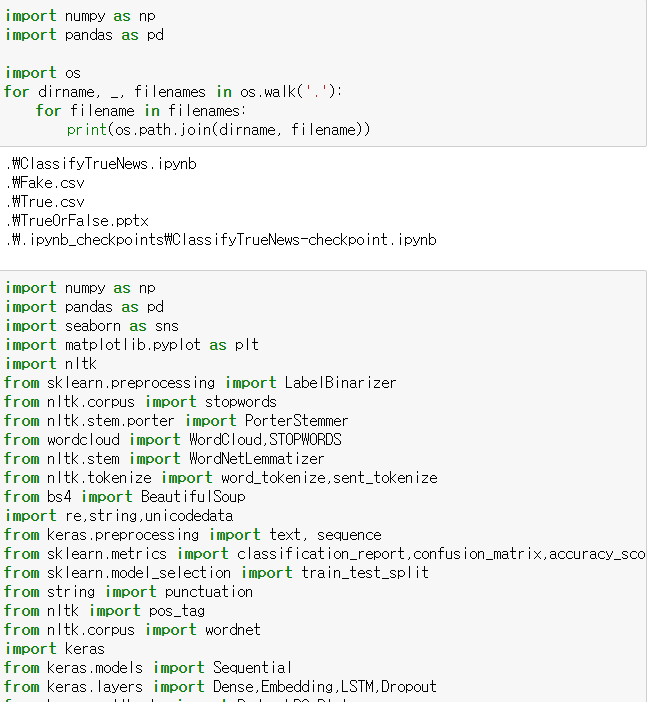 import numpy as np
import pandas as pd
import os
for dirname, _, filenames in os.walk('.'):
    for filename in filenames:
        print(os.path.join(dirname, filename))
.₩ClassifyTrueNews.ipynb
.₩Fake.csv
.₩True.csv
.₩TrueOrFalse.pptx
.₩.ipynb_checkpoints₩ClassifyTrueNews-checkpoint.ipynb
import numpy as np
import pandas as pd
import seaborn as sns
import matplotlib.pyplot as plt
import nltk
from sklearn.preprocessing import LabelBinarizer
from nltk.corpus import stopwords
from nltk.stem.porter import PorterStemmer
from wordcloud import WordCloud,STOPWORDS
from nltk.stem import WordNetLemmatizer
from nltk.tokenize import word_tokenize,sent_tokenize
from bs4 import BeautifulSoup
import re,string,unicodedata
from keras.preprocessing import text, sequence
from sklearn.metrics import classification_report,confusion_matrix,accuracy_sco
from sklearn.model_selection import train_test_split
from string import punctuation
from nltk import pos_tag
from nltk.corpus import wordnet
import keras
from keras.models import Sequential
from keras.layers import Dense,Embedding,LSTM,Dropout